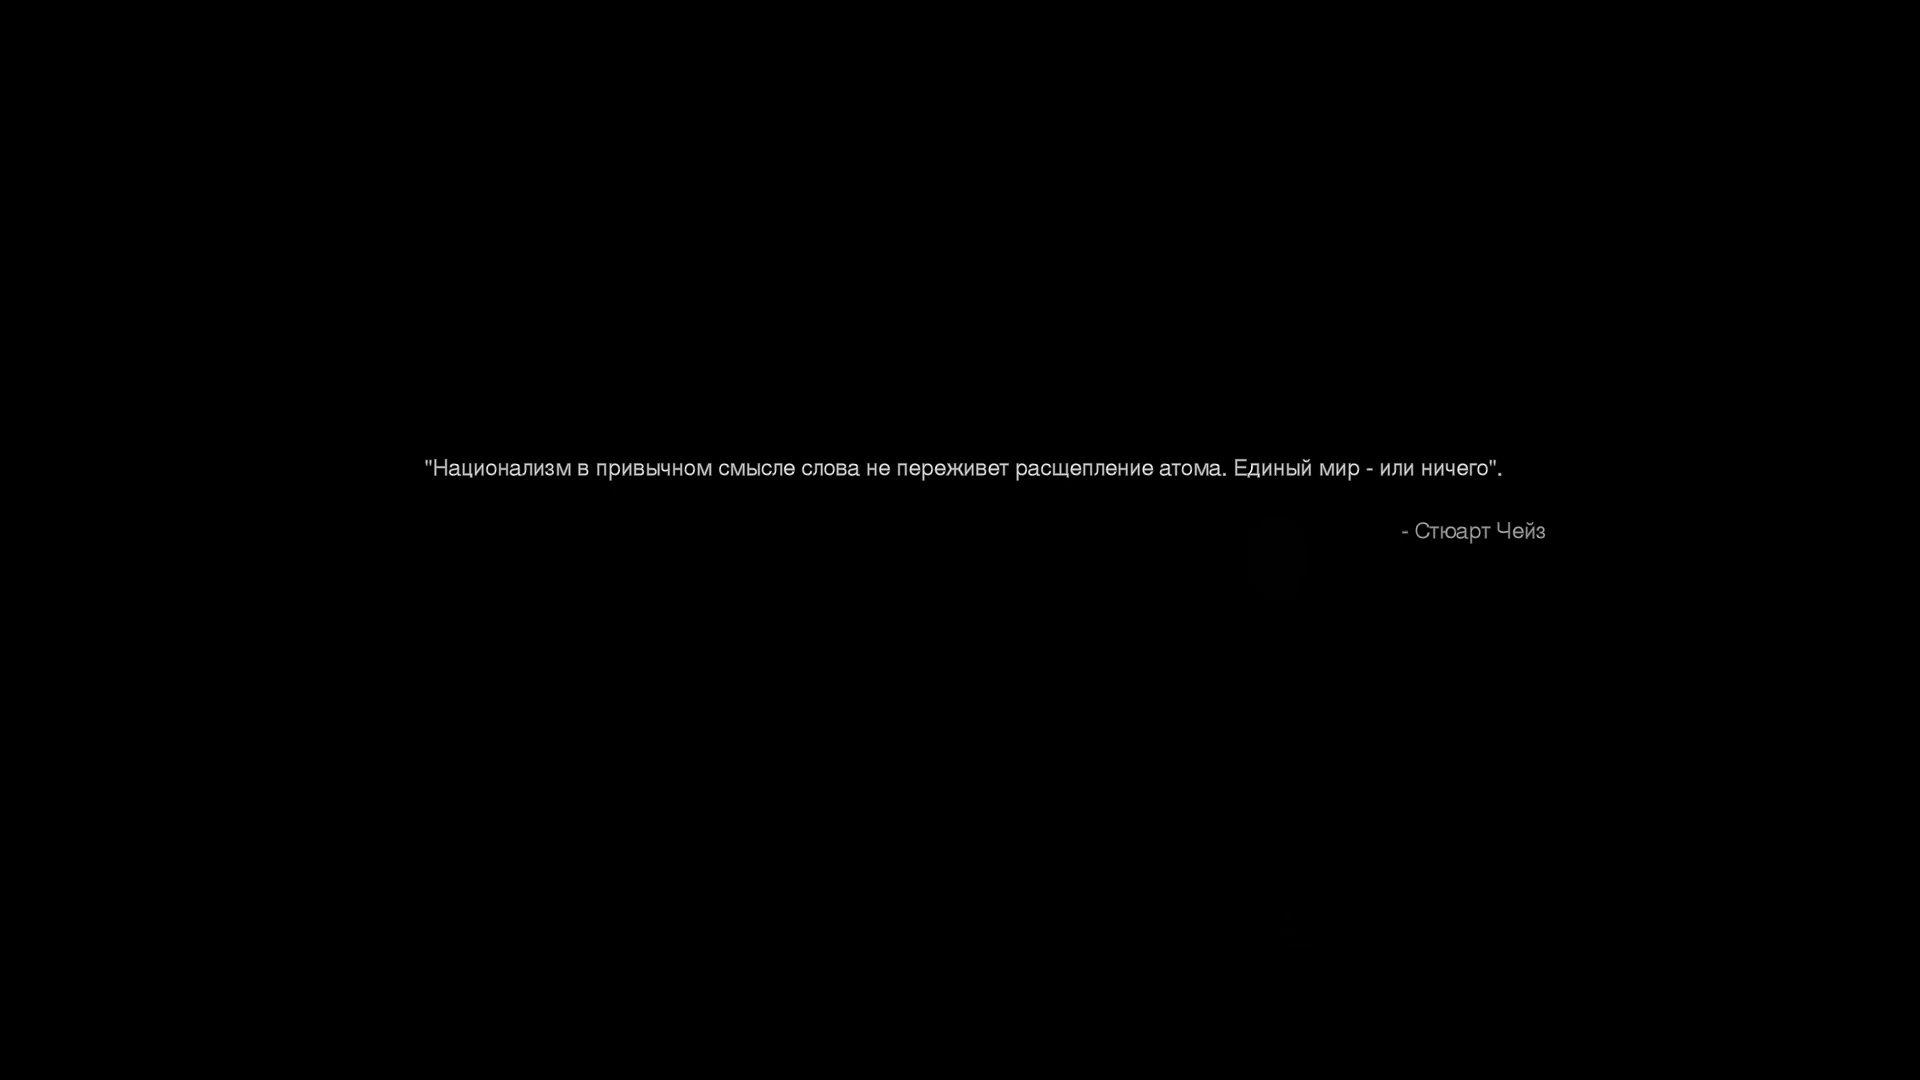 "Национализм в привычном смысле слова не переживет расщепление атома. Единый мир - или ничего".
- Стюарт Чейз